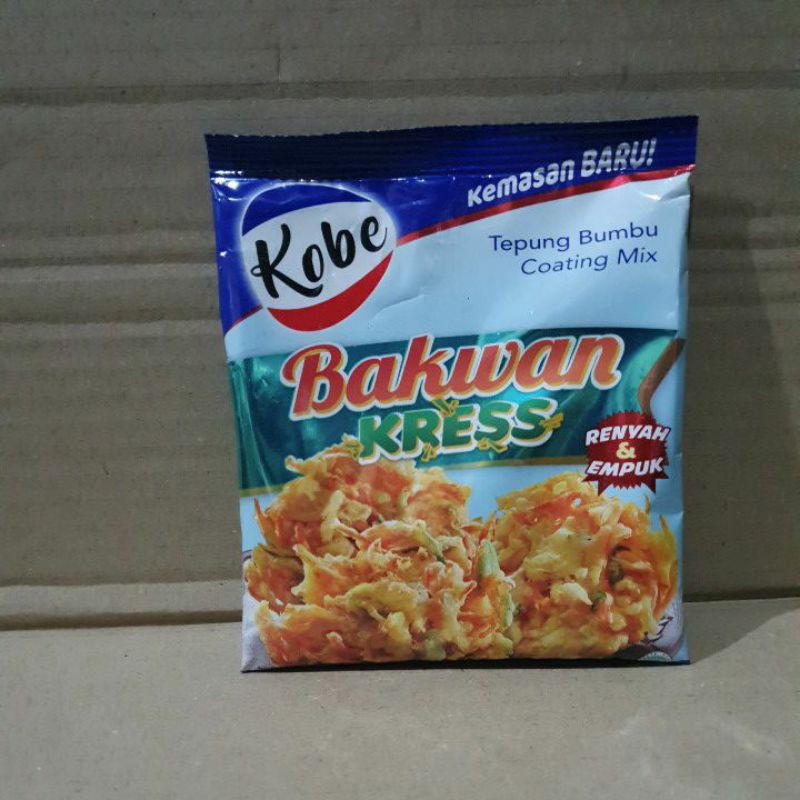 Kemasan BARU!
Kobe
Tepung Bumbu
Coating Mix
Bakwan
KRESS
RENYAH
&
EMPUK